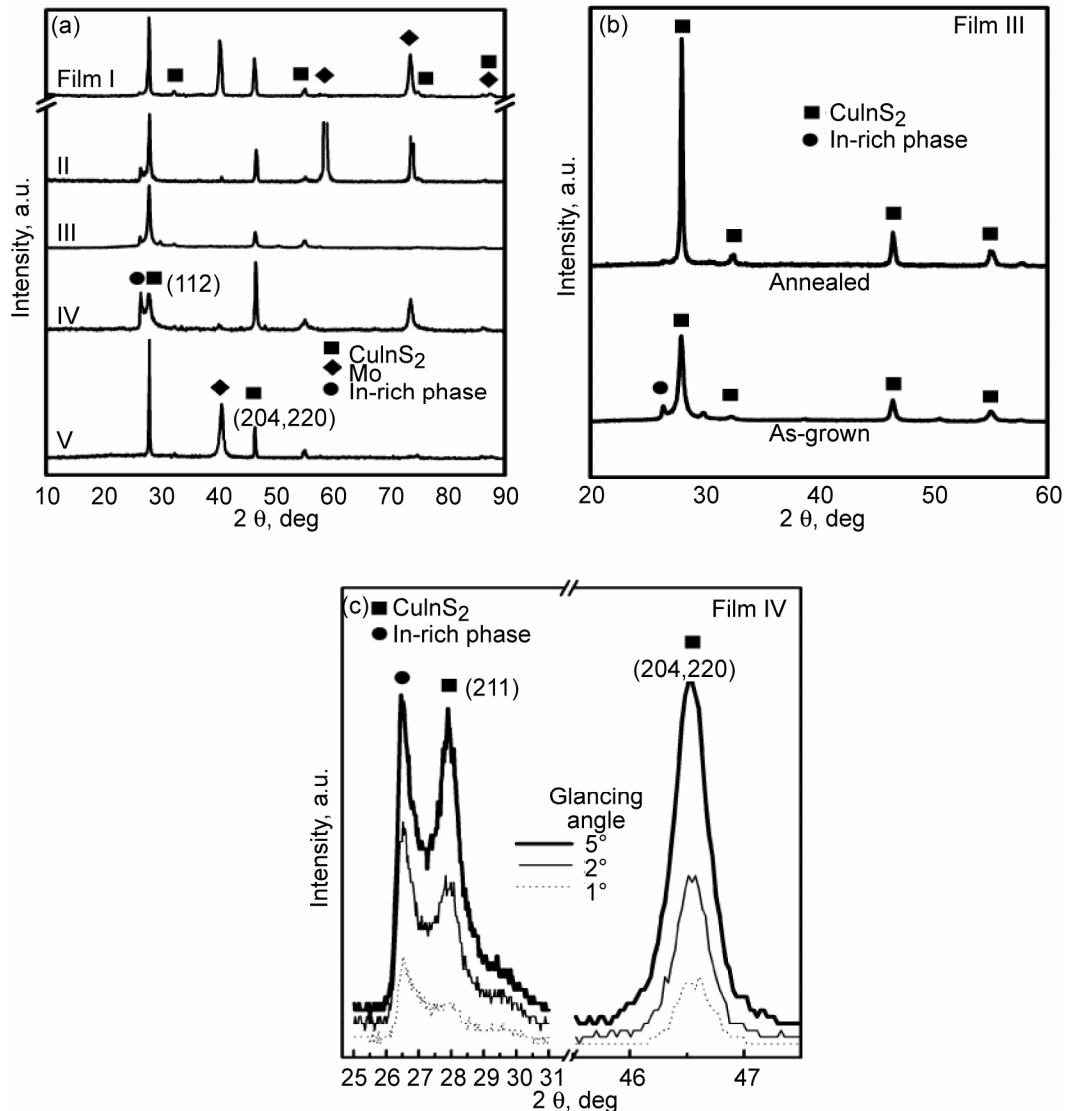 (a)
Film I
II
III
IV
(112)
CuInS2
Mo
In-rich phase
(204,220)
V
Intensity, a.u.
10 20 30 40 50 60 70 80 90
2 θ, deg
(b) Film III
CuInS2
In-rich phase
Annealed
As-grown
Intensity, a.u.
20 30 40 50 60
2 θ, deg
(c) CuInS2 Film IV
In-rich phase
(211)
(204,220)
Glancing
angle
5°
2°
1°
Intensity, a.u.
25 26 27 28 29 30 31 46 47
2 θ, deg